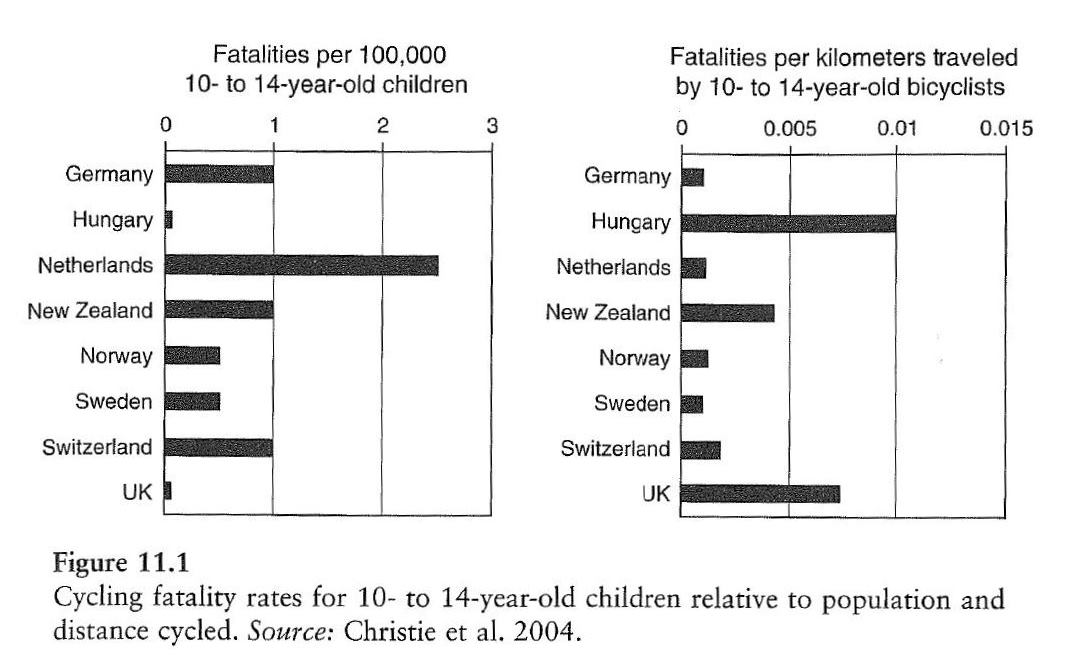 Fatalities per 100,000
10- to 14-year-old children
0 1 2 3
Germany
Hungary
Netherlands
New Zealand
Norway
Sweden
Switzerland
UK
Fatalities per kilometers traveled
by 10- to 14-year-old bicyclists
0 0.005 0.01 0.015
Germany
Hungary
Netherlands
New Zealand
Norway
Sweden
Switzerland
UK
Figure 11.1
Cycling fatality rates for 10- to 14-year-old children relative to population and
distance cycled. Source: Christie et al. 2004.